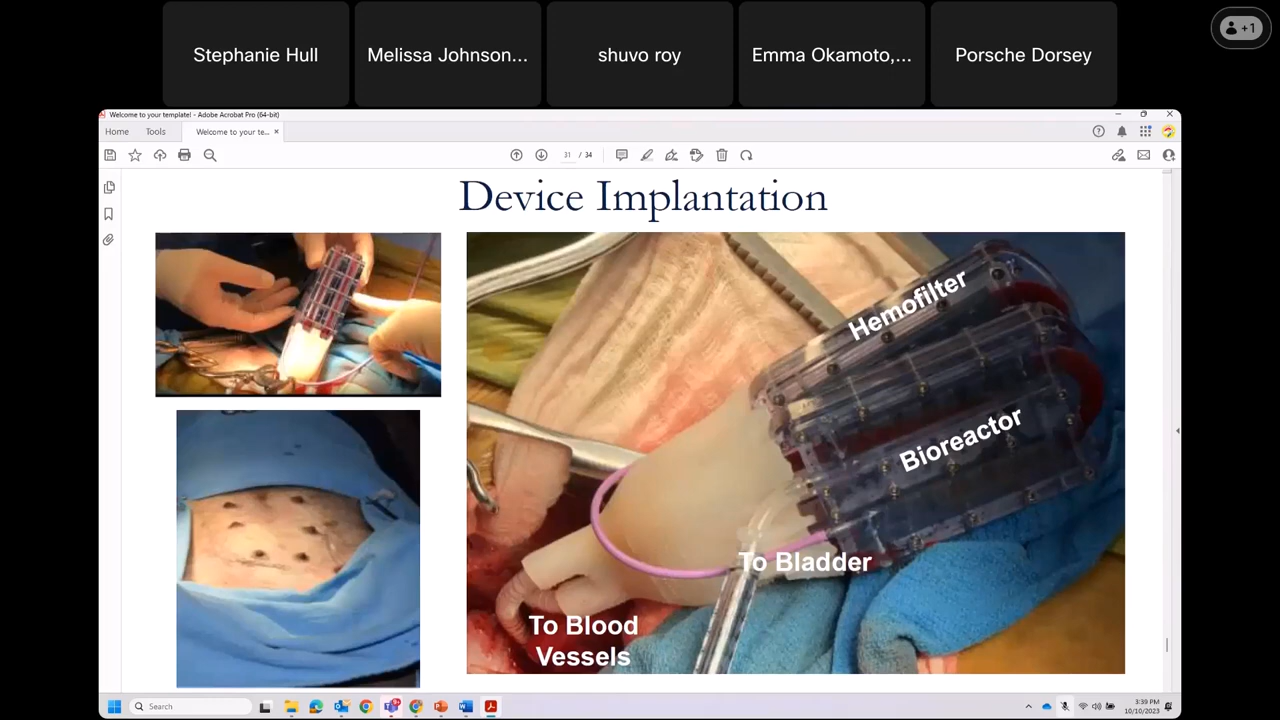 Stephanie Hull
Melissa Johnson...
shuvo roy
Emma Okamoto,...
Porsche Dorsey
+1
Welcome to your template! - Adobe Acrobat Pro (64-bit)
Home
Tools
Welcome to your te...
31 / 34
Device Implantation
Hemofilter
Bioreactor
To Bladder
To Blood
Vessels
Search
3:39 PM
10/10/2023